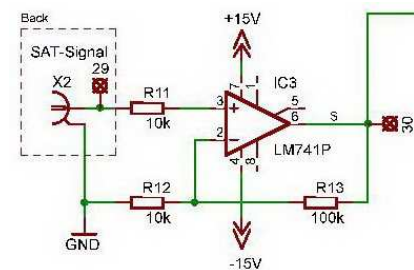 Back
+15V
SAT-Signal
29
X2
R11
10k
IC3
7
1
3
+
5
6
S
2
-
LM741P
4
8
30
R12
10k
R13
100k
GND
-15V